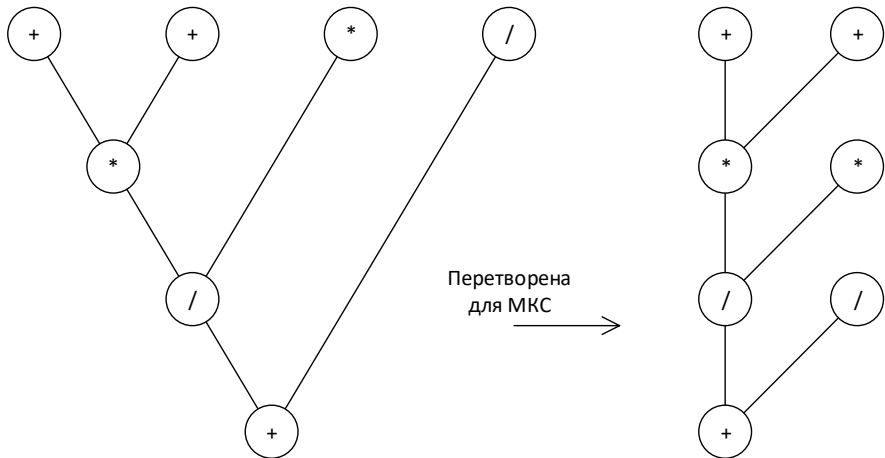 + + * / + +
* * *
Перетворена
для МКС
/ / /
+ +